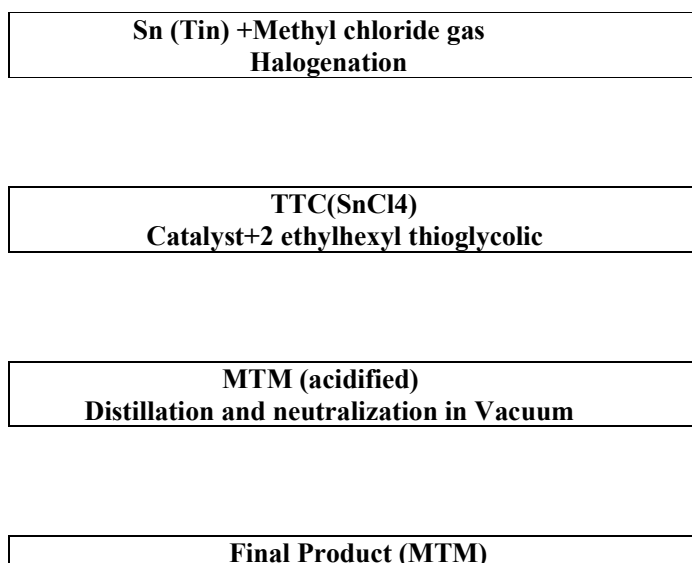 Sn (Tin) +Methyl chloride gas
Halogenation
TTC(SnCl4)
Catalyst+2 ethylhexyl thioglycolic
MTM (acidified)
Distillation and neutralization in Vacuum
Final Product (MTM)